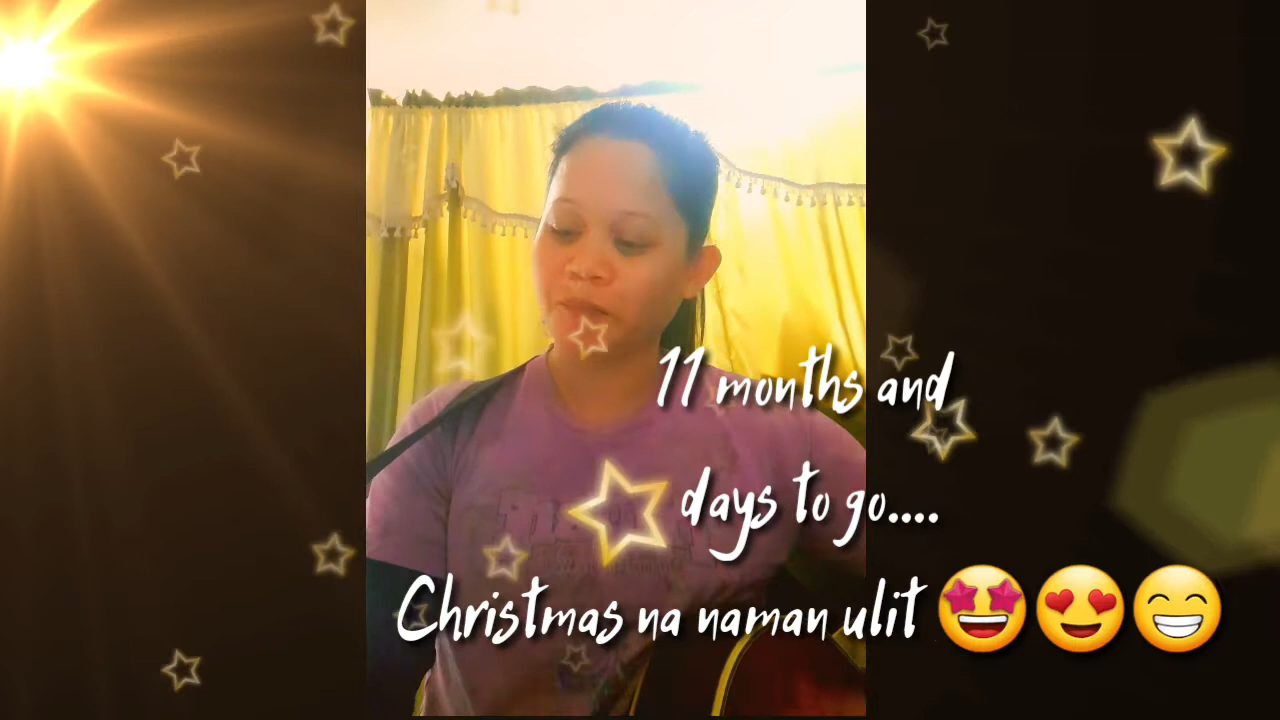 11 months and
days to go....
Christmas na naman ulit 🤩😍😁